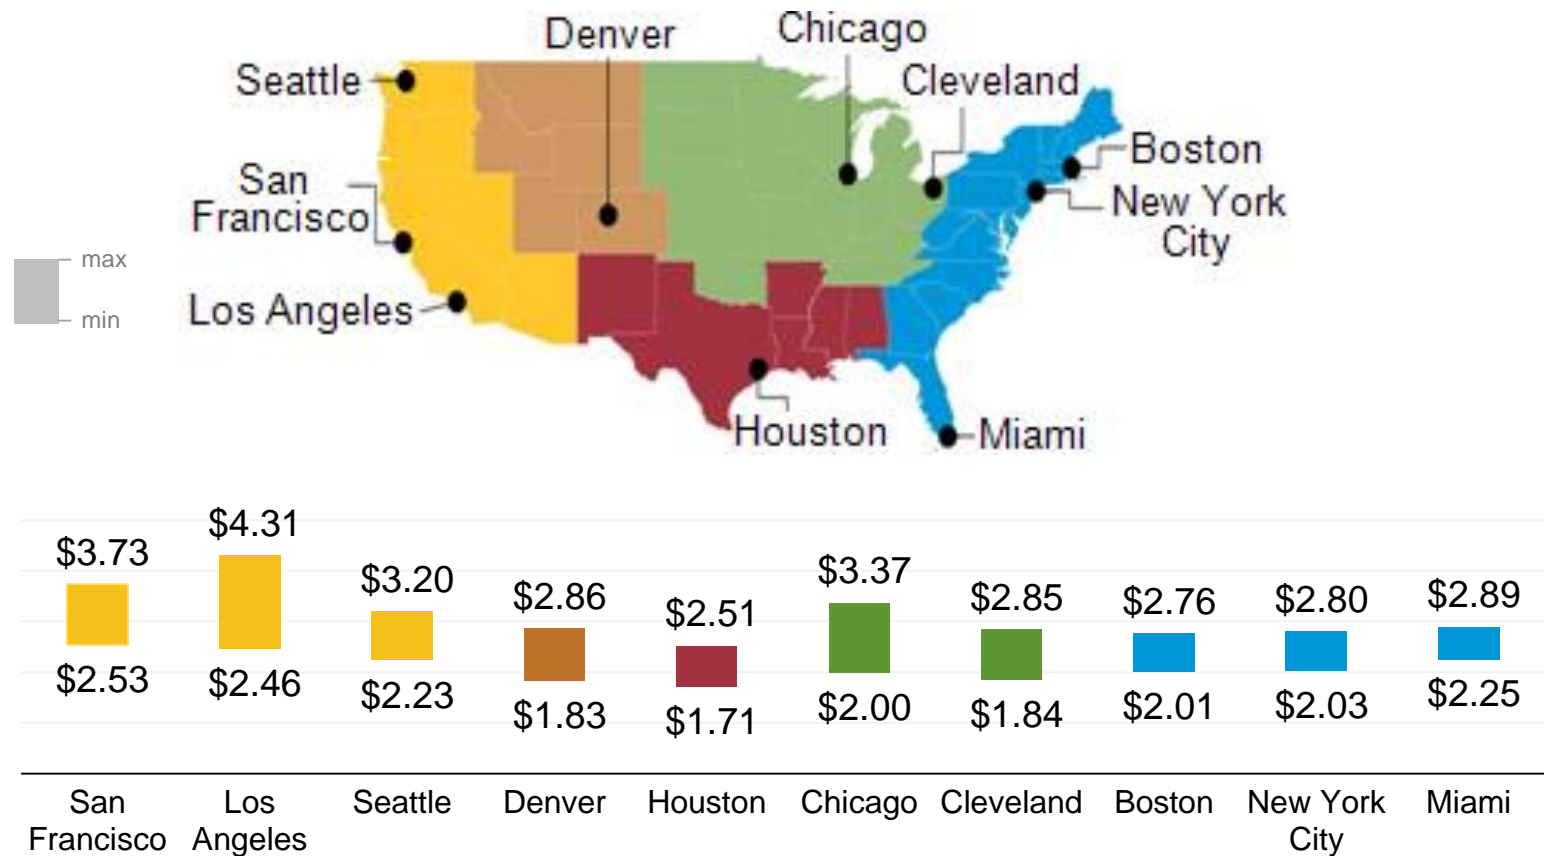 Denver
Chicago
Seattle
Cleveland
Boston
San
Francisco
New York
City
max
min
Los Angeles
Houston
Miami
$3.73
$4.31
$3.20
$2.86
$2.51
$3.37
$2.85
$2.76
$2.80
$2.89
$2.53
$2.46
$2.23
$1.83
$1.71
$2.00
$1.84
$2.01
$2.03
$2.25
San
Francisco
Los
Angeles
Seattle
Denver
Houston
Chicago
Cleveland
Boston
New York
City
Miami